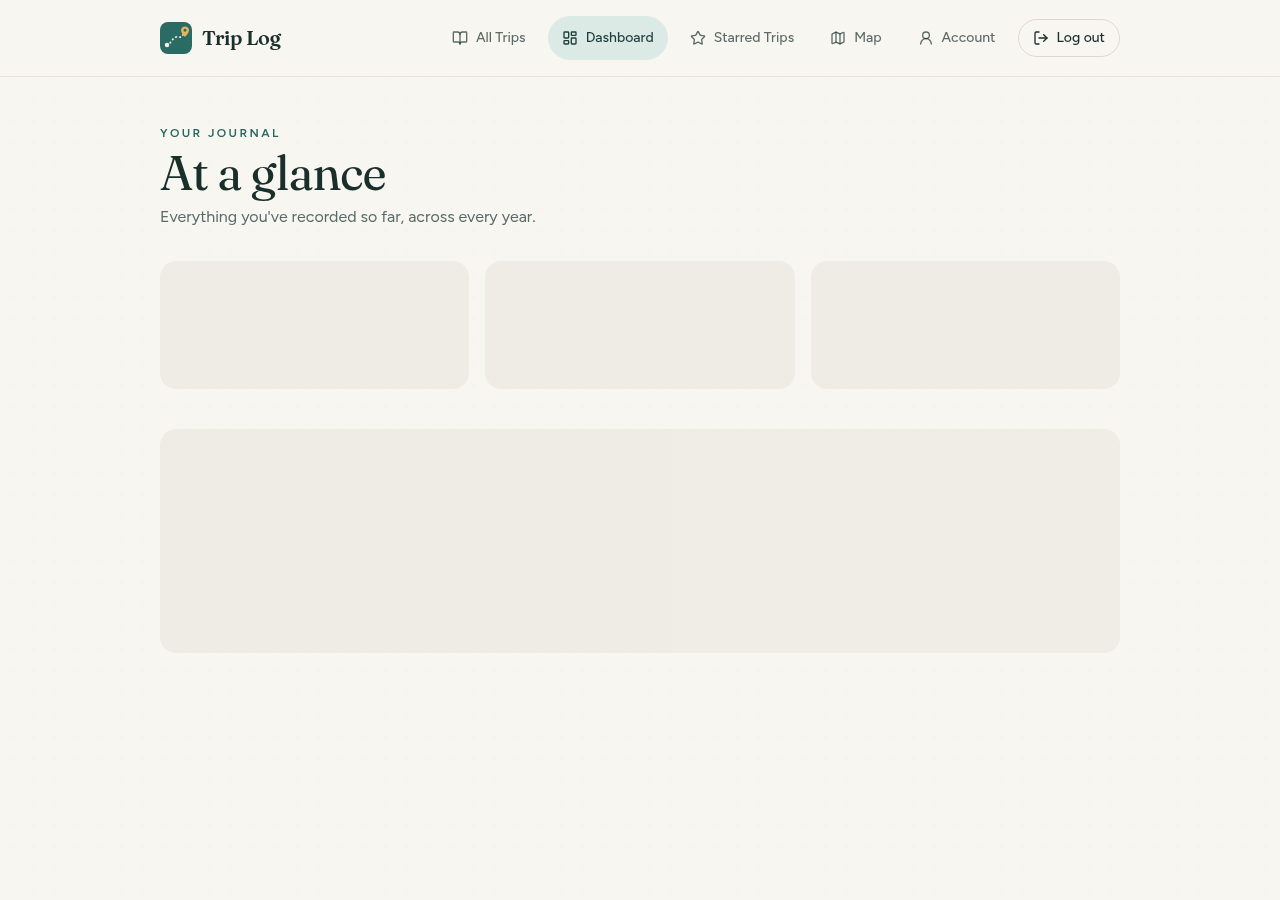 Trip Log
All Trips
Dashboard
Starred Trips
Map
Account
Log out
YOUR JOURNAL
At a glance
Everything you've recorded so far, across every year.